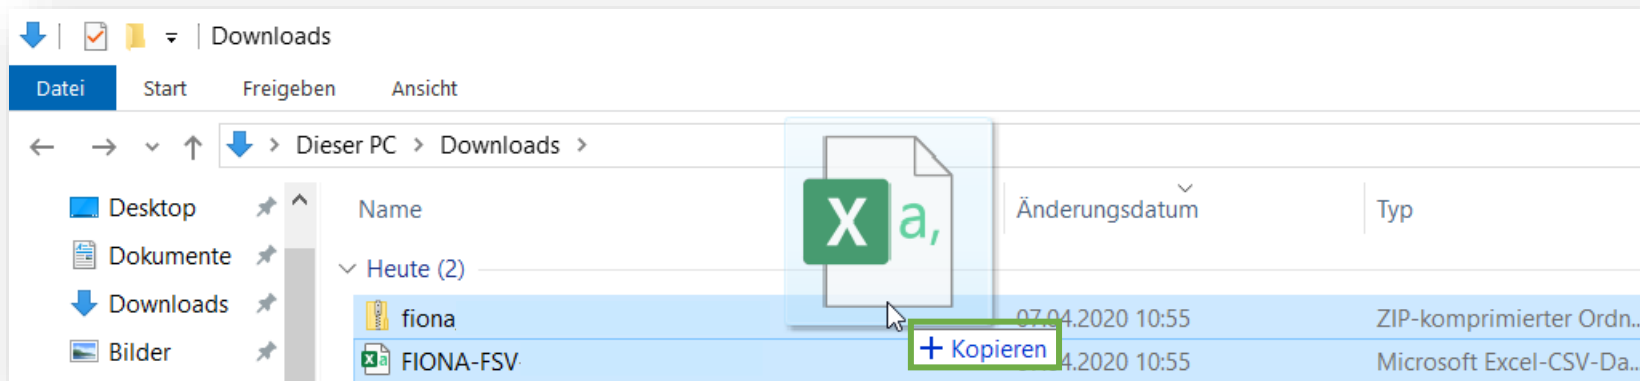 Downloads
Datei Start Freigeben Ansicht
Dieser PC > Downloads >
Desktop
Name Änderungsdatum Typ
Dokumente
Heute (2)
Downloads
fiona 07.04.2020 10:55 ZIP-komprimierter Ordn...
Bilder
+ Kopieren
FIONA-FSV 4.2020 10:55 Microsoft Excel-CSV-Da...
X a,